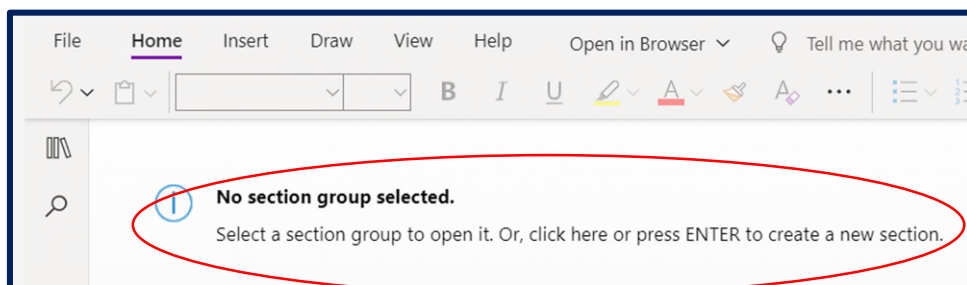 File Home Insert Draw View Help Open in Browser Tell me what you wa
B I U A A ...
No section group selected.
Select a section group to open it. Or, click here or press ENTER to create a new section.